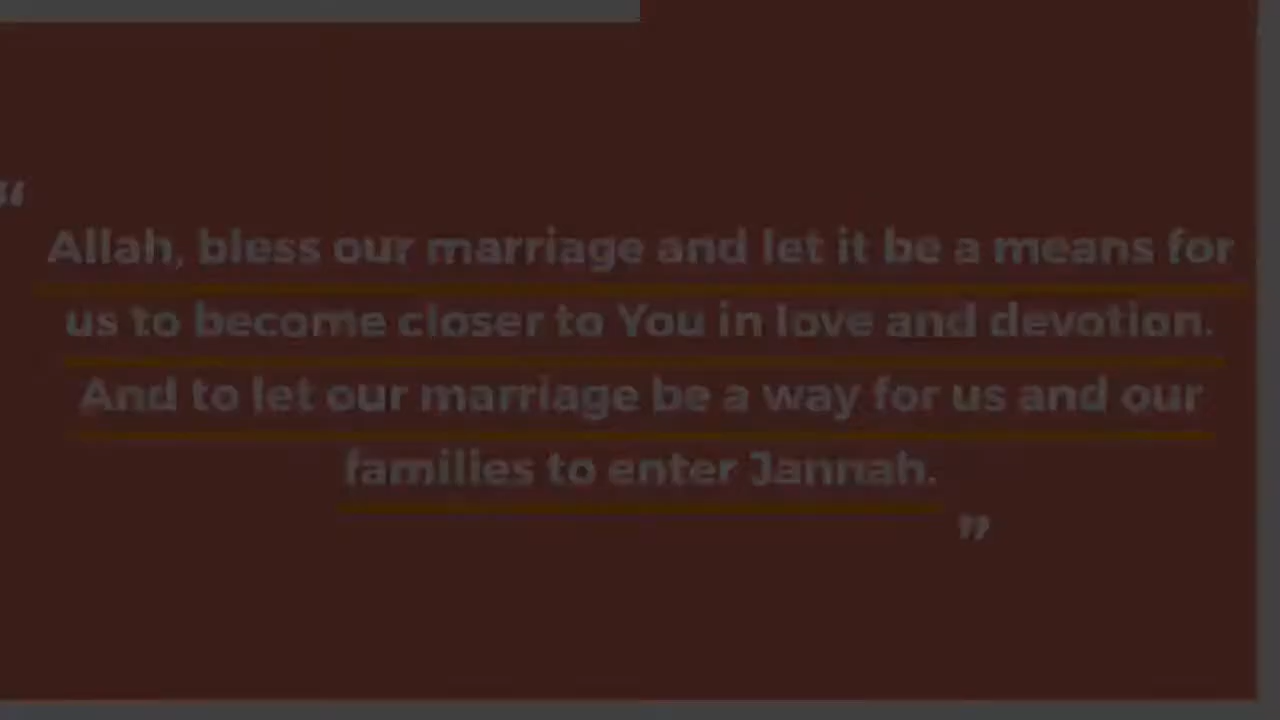 “
Allah, bless our marriage and let it be a means for
us to become closer to You in love and devotion.
And to let our marriage be a way for us and our
families to enter Jannah.
”